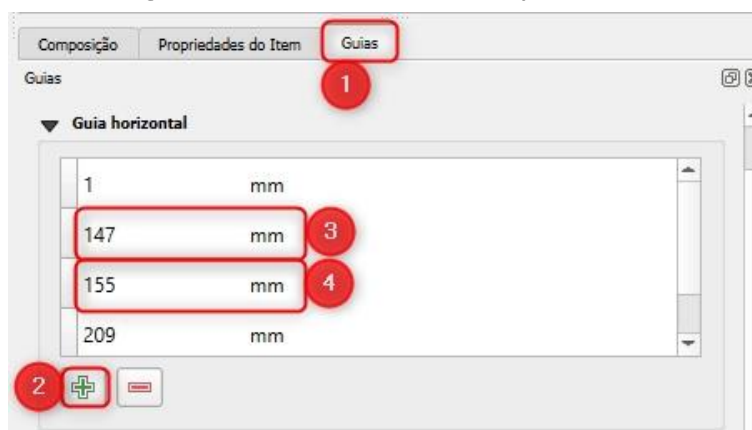 Composição Propriedades do Item Guias
1
Guias
Guia horizontal
1 mm
147 mm 3
155 mm 4
209 mm
2